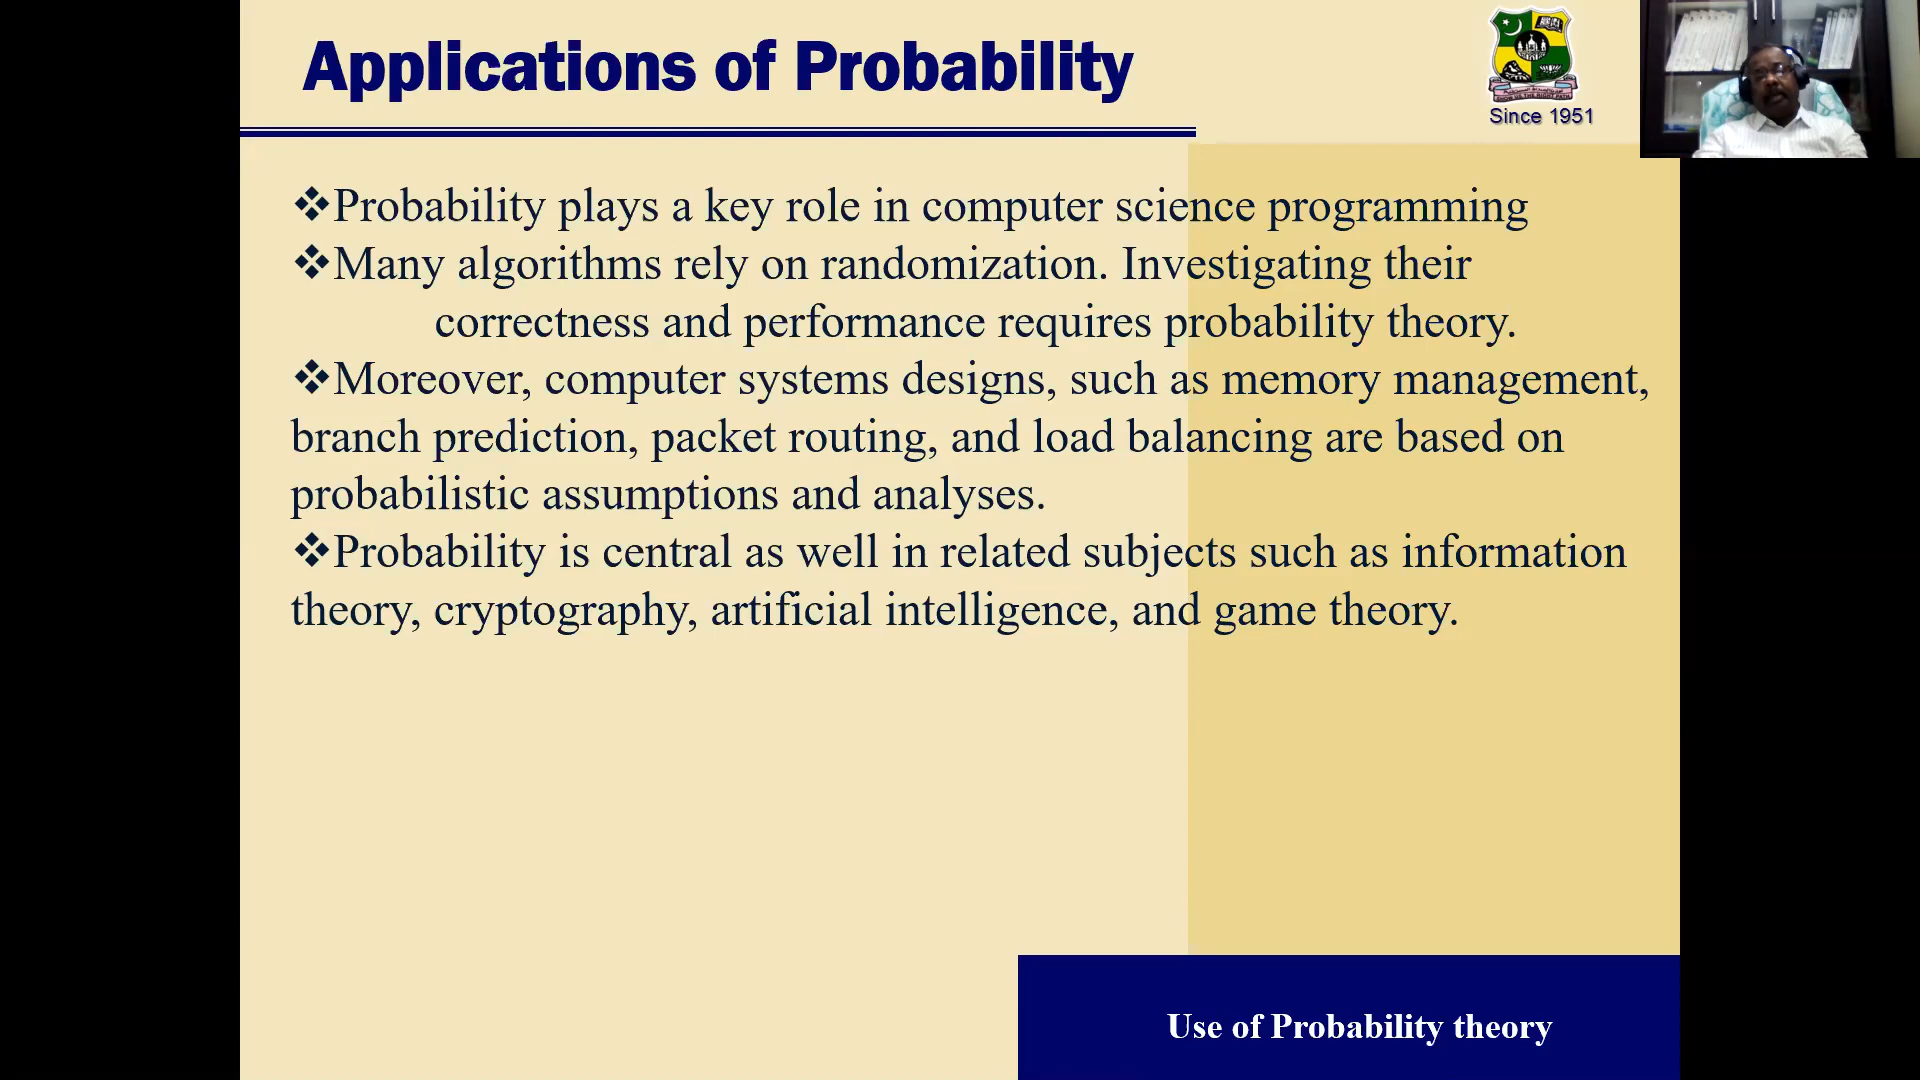 Applications of Probability
Since 1951
❖Probability plays a key role in computer science programming
❖Many algorithms rely on randomization. Investigating their
correctness and performance requires probability theory.
❖Moreover, computer systems designs, such as memory management,
branch prediction, packet routing, and load balancing are based on
probabilistic assumptions and analyses.
❖Probability is central as well in related subjects such as information
theory, cryptography, artificial intelligence, and game theory.
Use of Probability theory